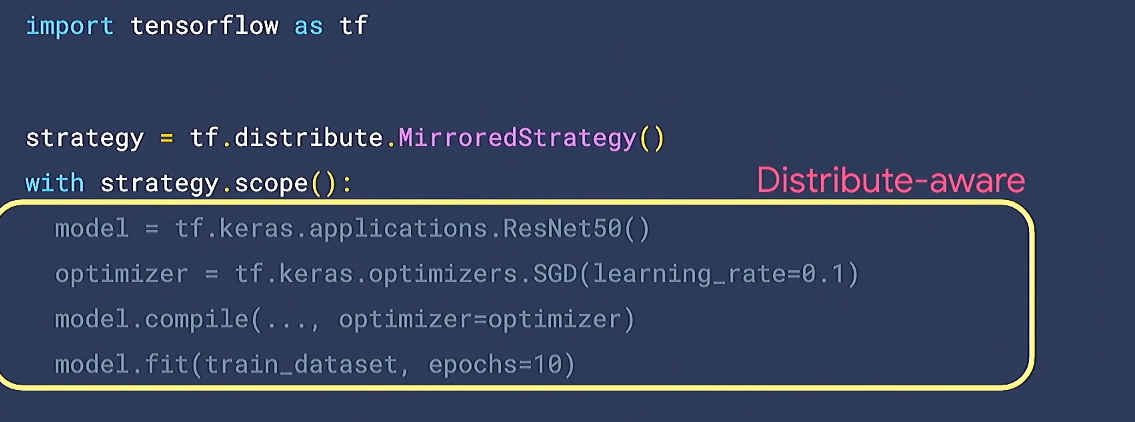 import tensorflow as tf
strategy = tf.distribute.MirroredStrategy()
with strategy.scope():
Distribute-aware
model = tf.keras.applications.ResNet50()
optimizer = tf.keras.optimizers.SGD(learning_rate=0.1)
model.compile(..., optimizer=optimizer)
model.fit(train_dataset, epochs=10)